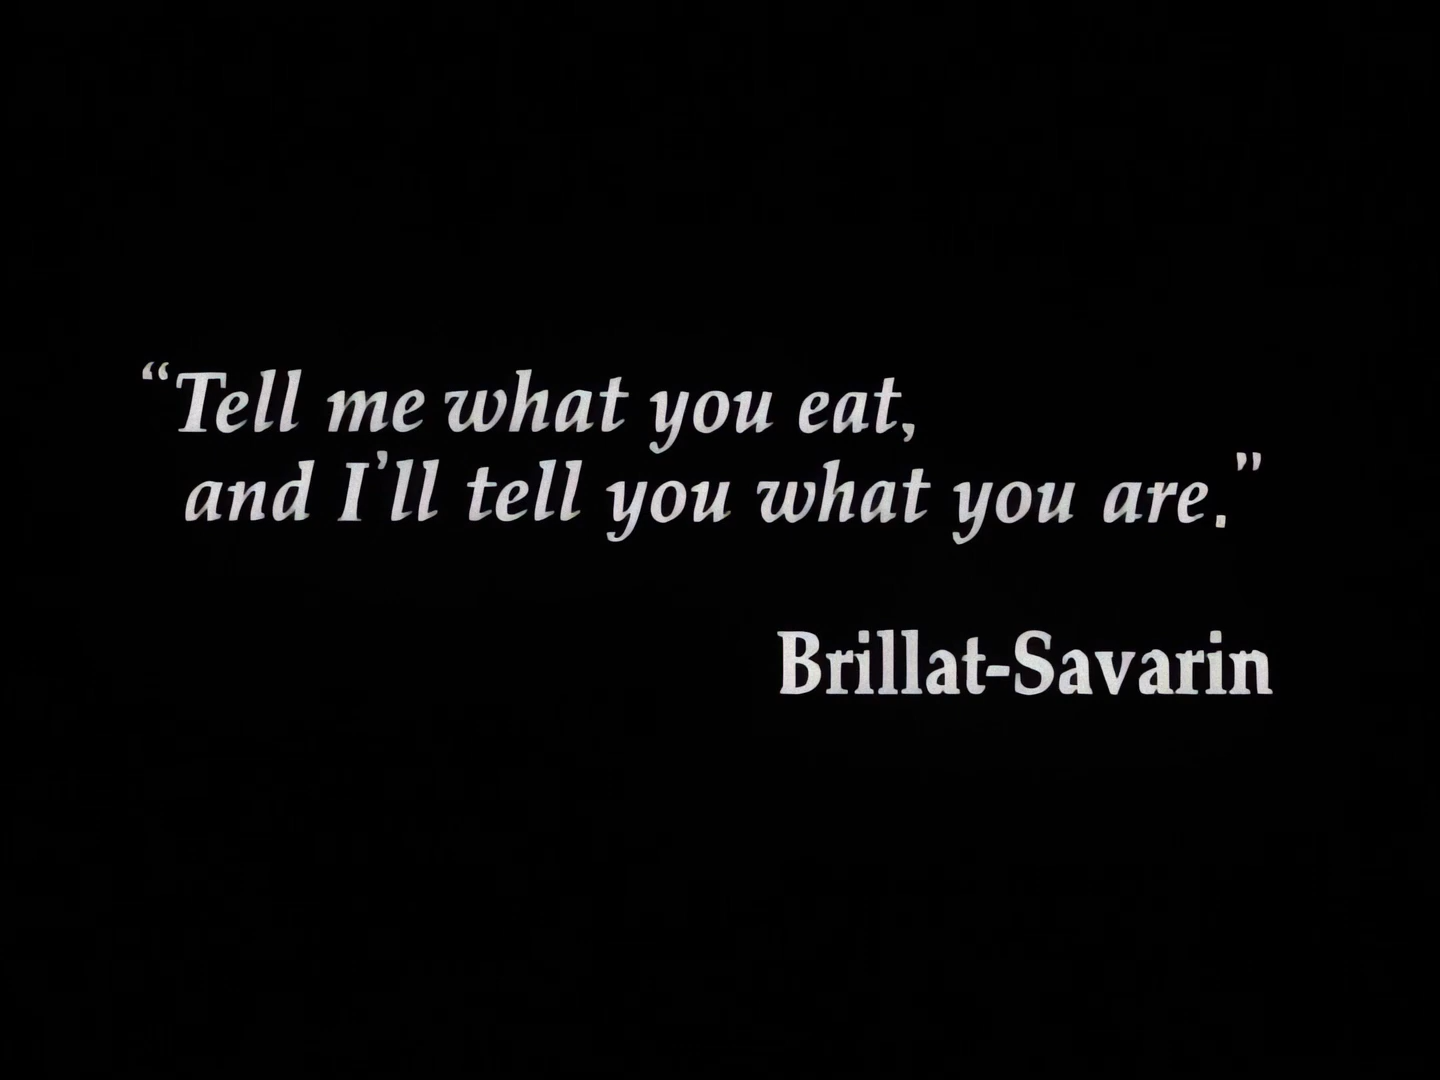 “Tell me what you eat,
and I’ll tell you what you are.”
Brillat-Savarin